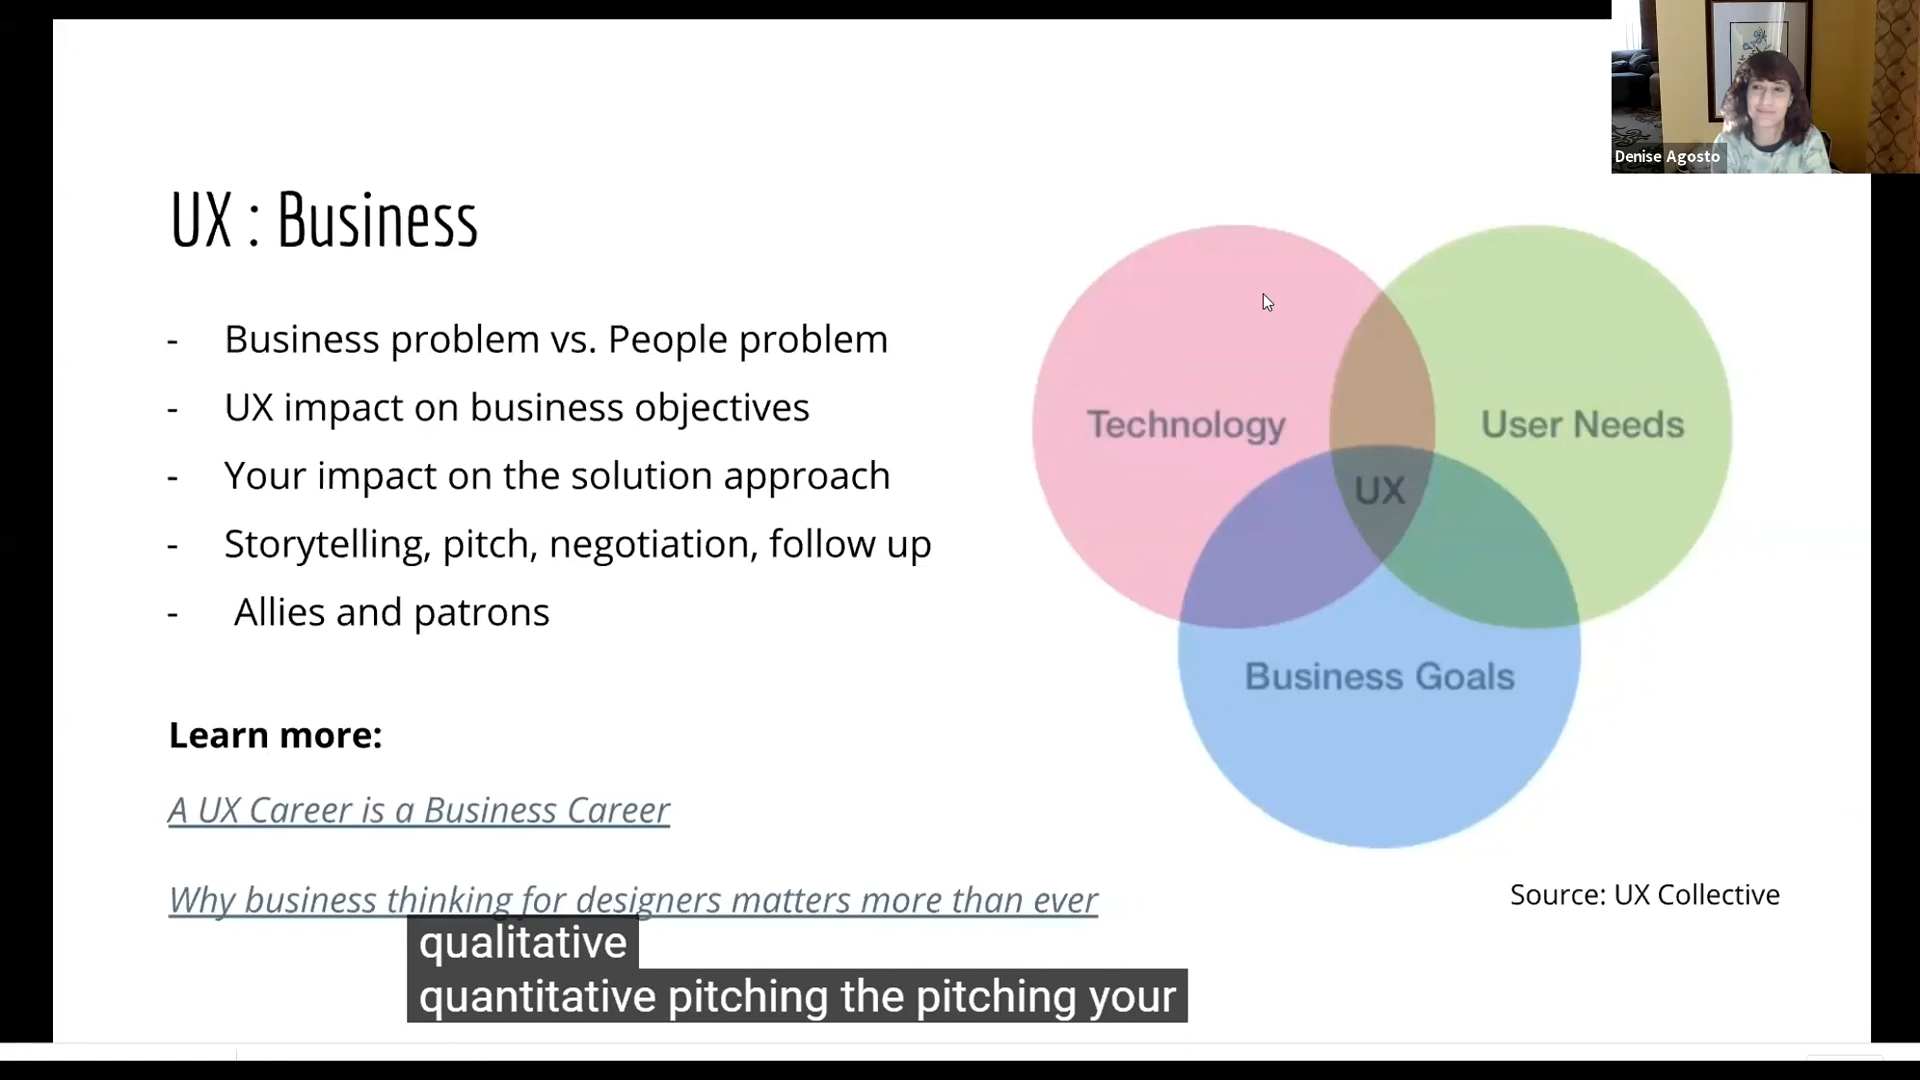 Denise Agosto
UX : Business
- Business problem vs. People problem
- UX impact on business objectives
- Your impact on the solution approach
- Storytelling, pitch, negotiation, follow up
- Allies and patrons
Learn more:
A UX Career is a Business Career
Why business thinking for designers matters more than ever
Technology
User Needs
UX
Business Goals
Source: UX Collective
qualitative
quantitative pitching the pitching your